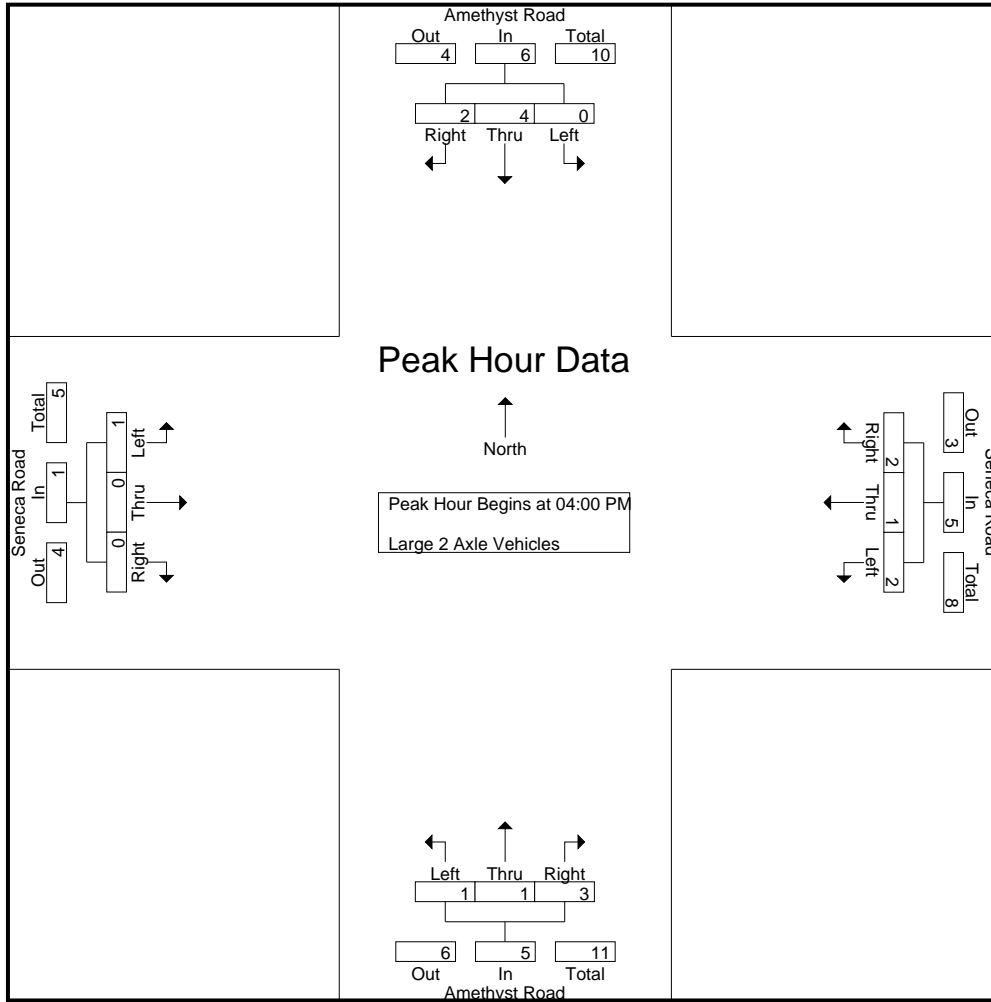 Amethyst Road
Out In Total
4 6 10
2 4 0
Right Thru Left
Peak Hour Data
North
Peak Hour Begins at 04:00 PM
Large 2 Axle Vehicles
Seneca Road
Total In Out
5 1 4
1 0 0
Left Thru Right
Right Thru Left
2 1 2
Out In Total
3 5 8
Seneca Road
Left Thru Right
1 1 3
6 5 11
Out In Total
Amethyst Road